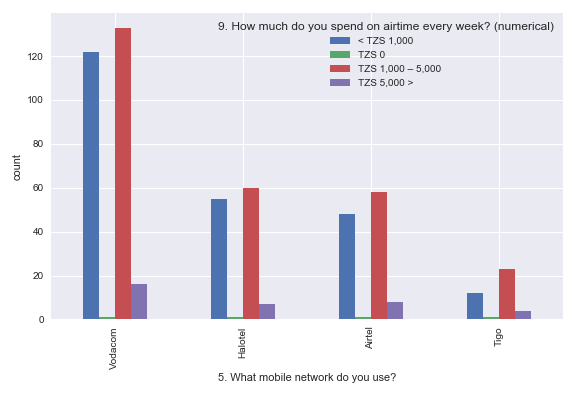 9. How much do you spend on airtime every week? (numerical)
< TZS 1,000
TZS 0
TZS 1,000 – 5,000
TZS 5,000 >
120
100
80
60
40
20
0
count
Vodacom
Halotel
Airtel
Tigo
5. What mobile network do you use?